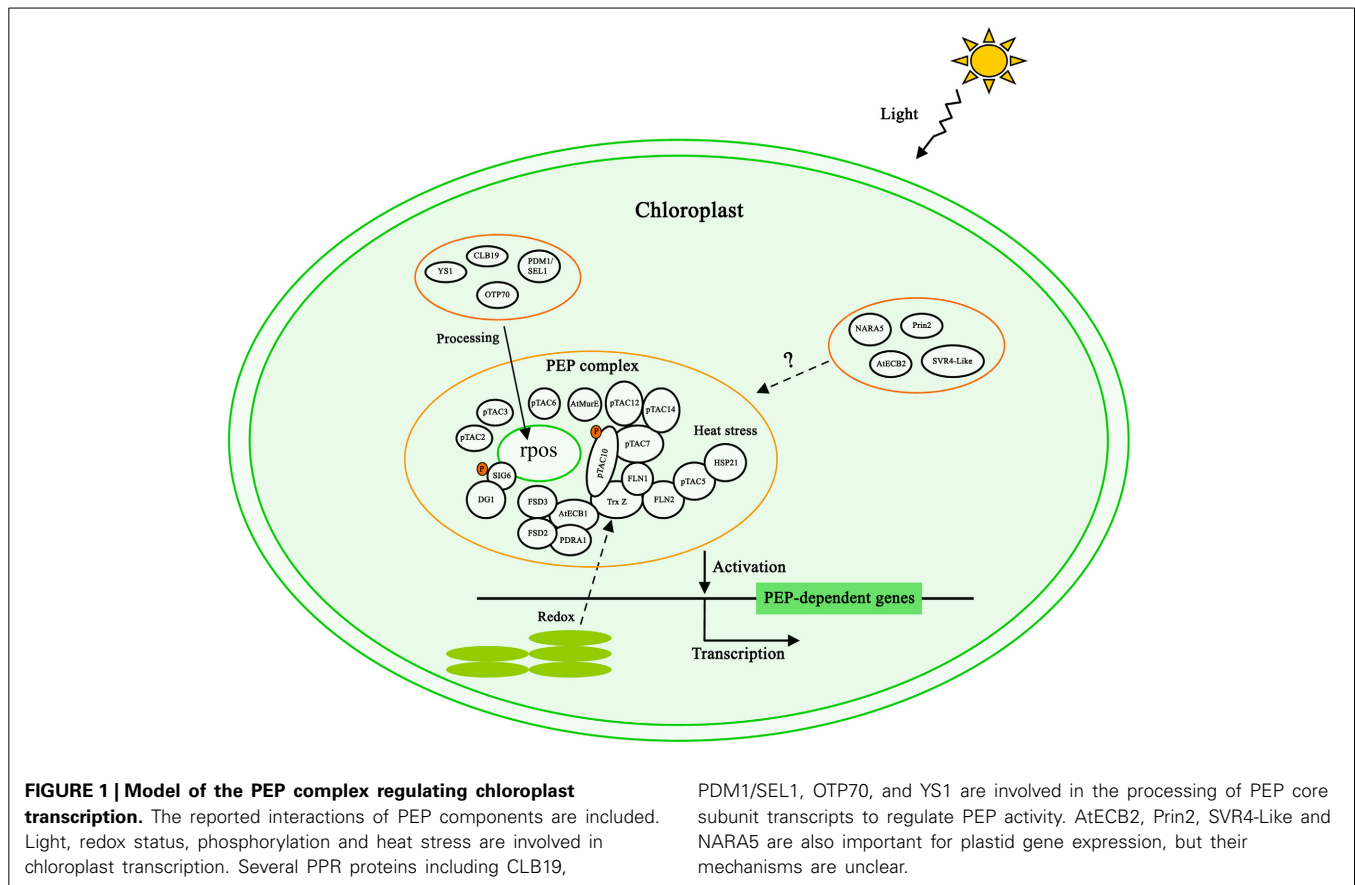 Light
Chloroplast
CLB19
PDM1/
SEL1
YS1
OTP70
Processing
NARA5
Prin2
AtECB2
SVR4-Like
?
PEP complex
pTAC6
AtMurE
pTAC12
pTAC14
pTAC3
pTAC2
rpos
P
pTAC10
pTAC7
Heat stress
HSP21
P
SIG6
DG1
FLN1
pTAC5
FSD3
AtECB1
Trx Z
FLN2
FSD2
PDRA1
Activation
PEP-dependent genes
Redox
Transcription
FIGURE 1 | Model of the PEP complex regulating chloroplast
transcription. The reported interactions of PEP components are included.
Light, redox status, phosphorylation and heat stress are involved in
chloroplast transcription. Several PPR proteins including CLB19,
PDM1/SEL1, OTP70, and YS1 are involved in the processing of PEP core
subunit transcripts to regulate PEP activity. AtECB2, Prin2, SVR4-Like and
NARA5 are also important for plastid gene expression, but their
mechanisms are unclear.